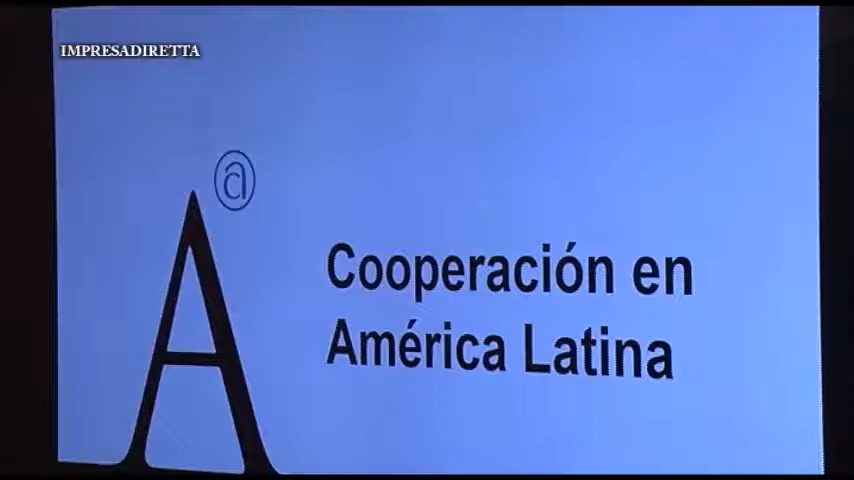 IMPRESADIRETTA
a
A
Cooperación en
América Latina